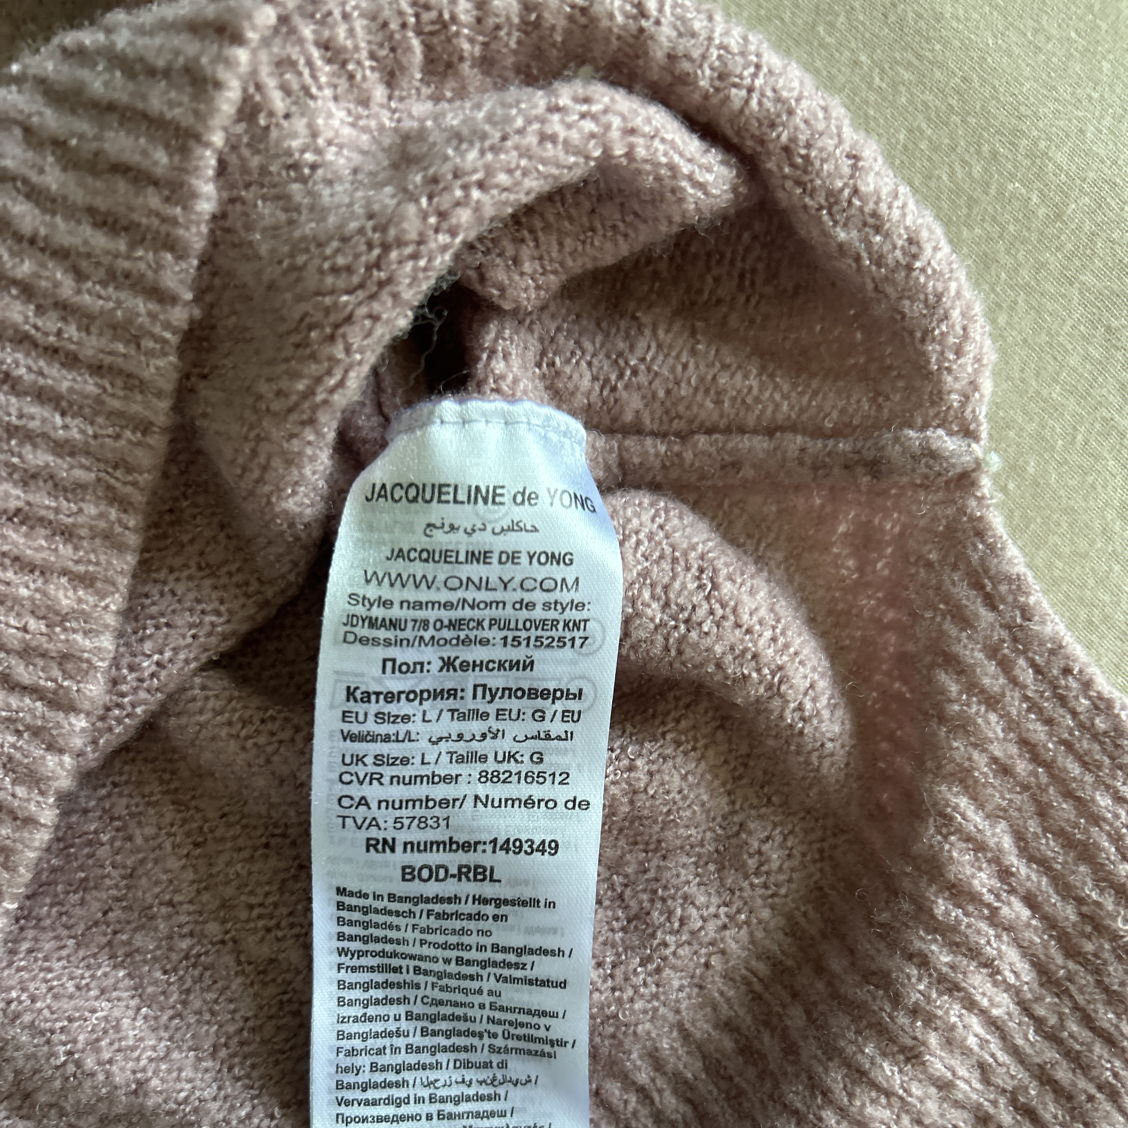 JACQUELINE de YONG
جاكلين دي يونج
JACQUELINE DE YONG
WWW.ONLY.COM
Style name/Nom de style:
JDYMANU 7/8 O-NECK PULLOVER KNT
Dessin/Modèle: 15152517
Пол: Женский
Категория: Пуловеры
EU Size: L / Taille EU: G / EU
Veličina:L/L: المقاس الأوروبي
UK Size: L / Taille UK: G
CVR number : 88216512
CA number/ Numéro de
TVA: 57831
RN number:149349
BOD-RBL
Made in Bangladesh / Hergestellt in
Bangladesch / Fabricado en
Bangladés / Fabricado no
Bangladesh / Prodotto in Bangladesh /
Wyprodukowano w Bangladesz /
Fremstillet i Bangladesh / Valmistatud
Bangladeshis / Fabriqué au
Bangladesh / Сделано в Бангладеш /
Izrađeno u Bangladešu / Narejeno v
Bangladešu / Bangladeş'te Üretilmiştir /
Fabricat în Bangladesh / Származási
hely: Bangladesh / Dibuat di
Bangladesh / في بنغلاديش /
Vervaardigd in Bangladesh /
Произведено в Бангладеш /